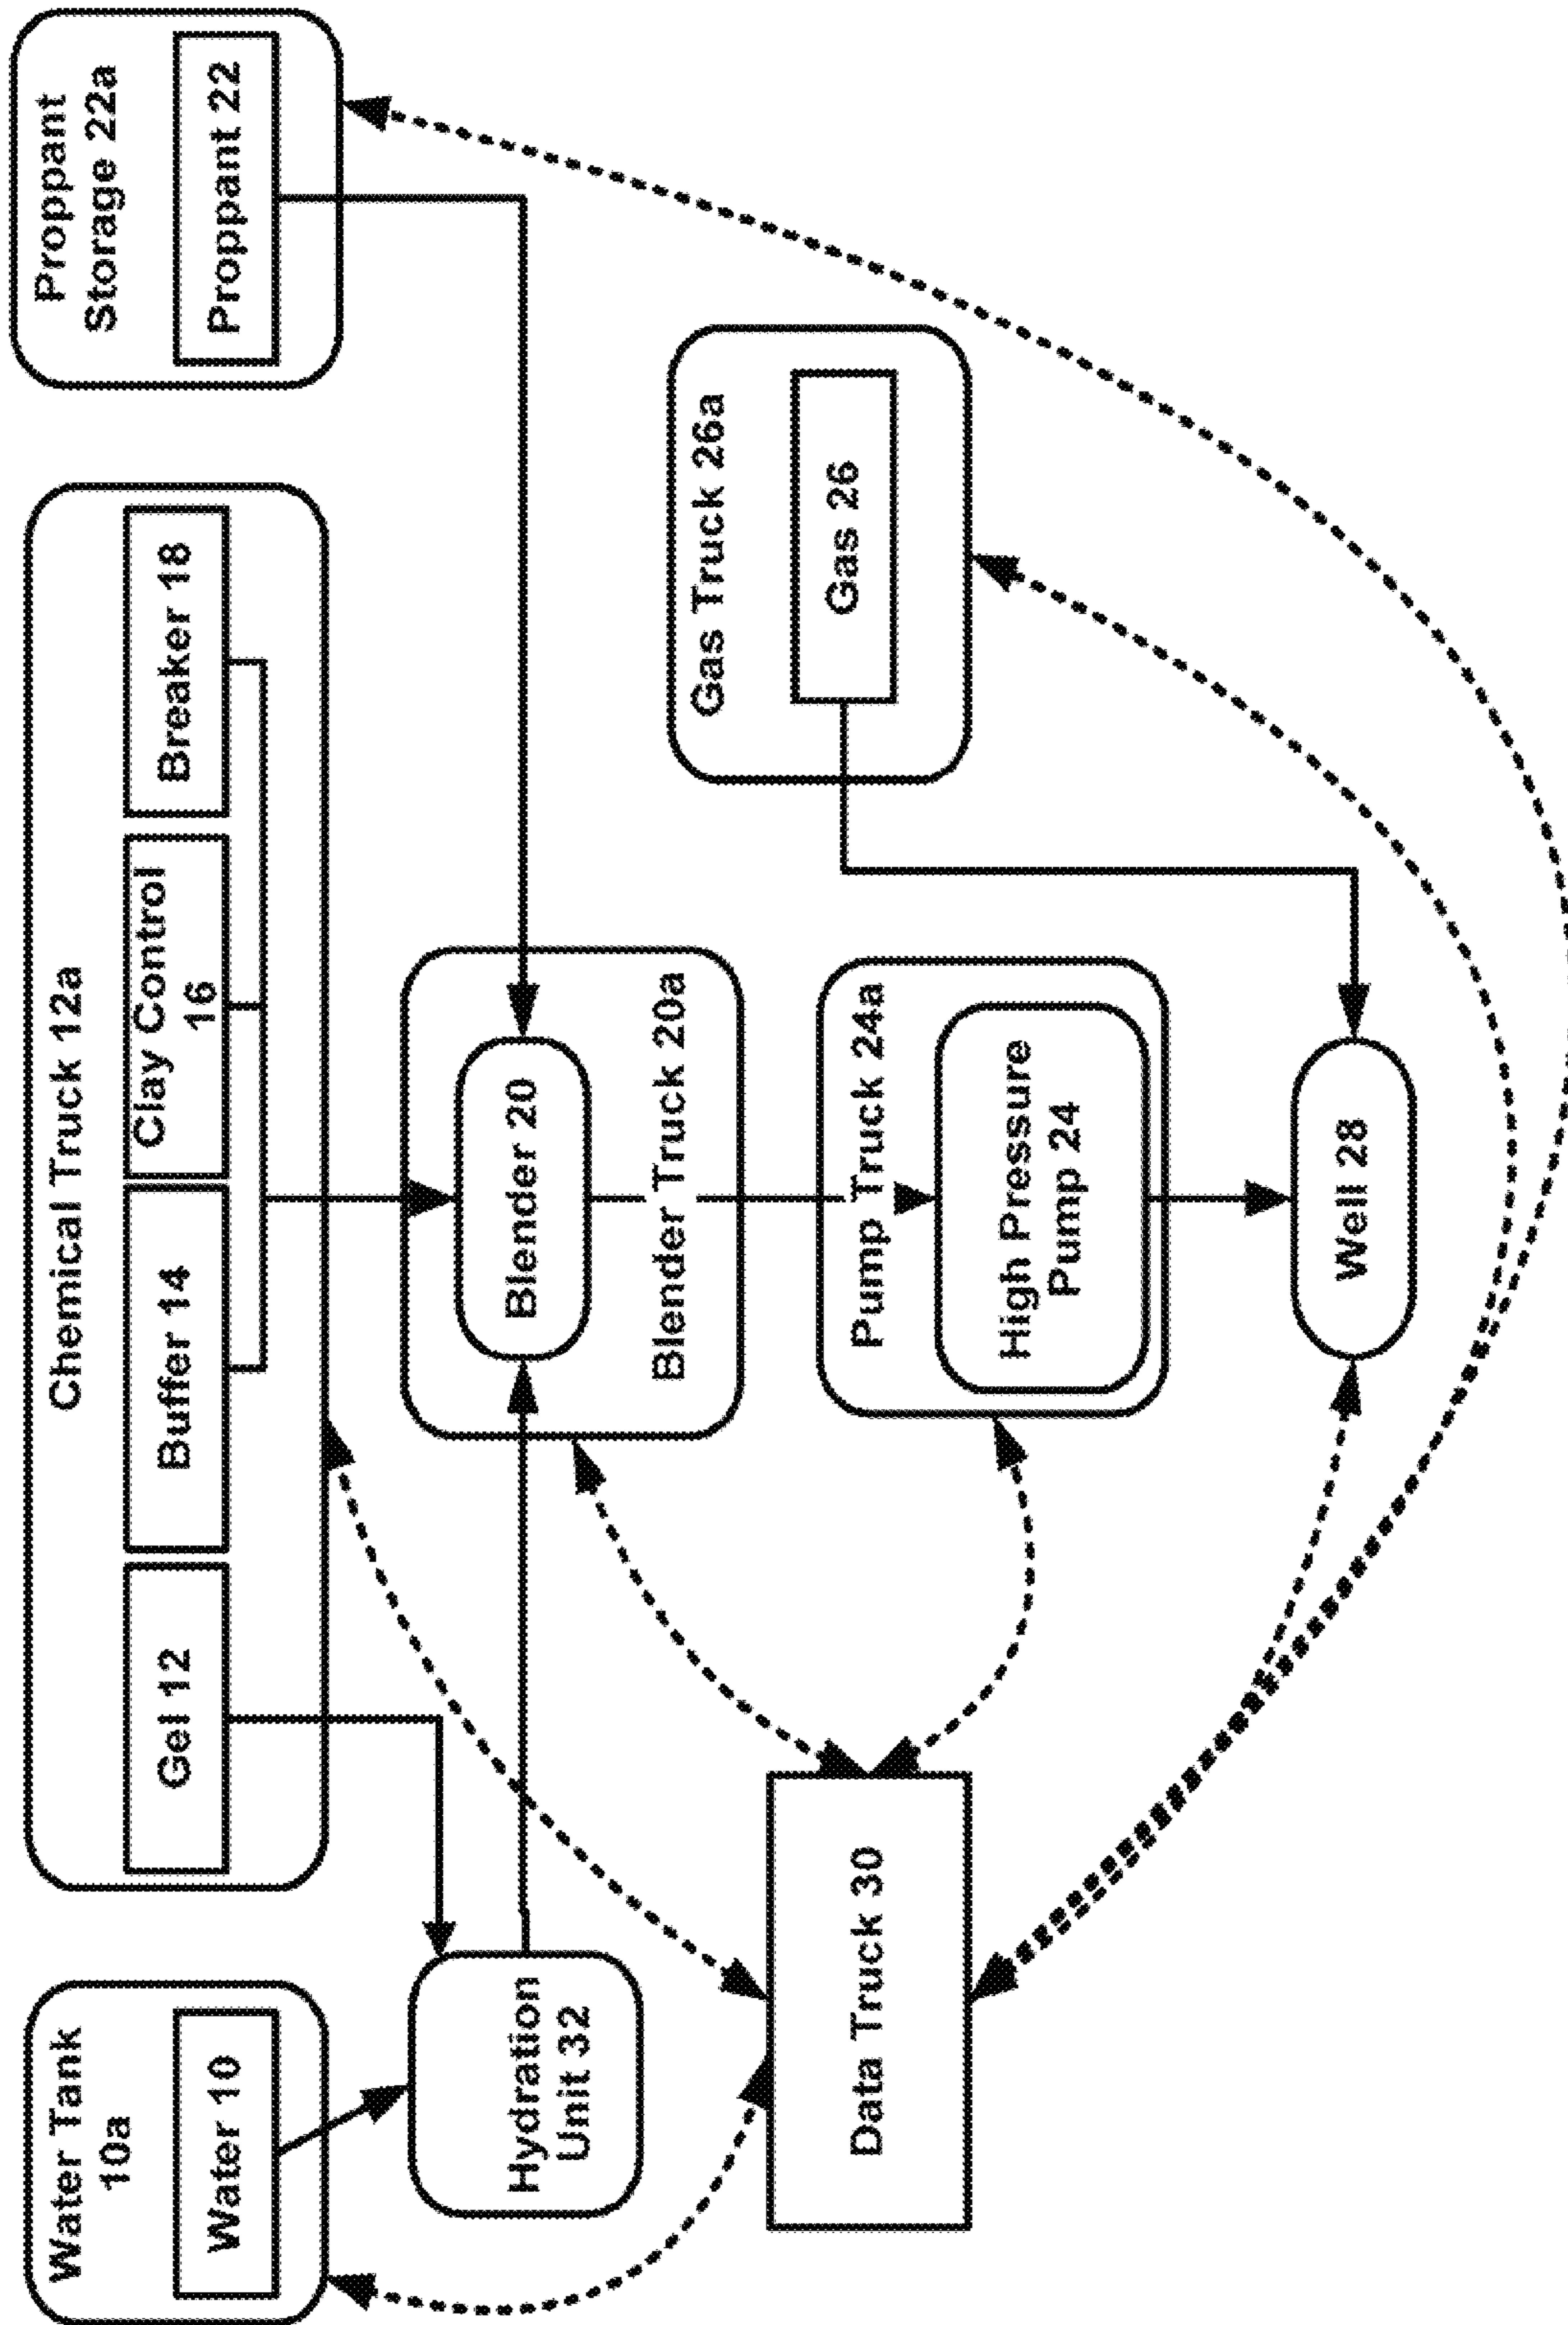 Water Tank
10a
Water 10
Chemical Truck 12a
Gel 12
Buffer 14
Clay Control
16
Breaker 18
Proppant
Storage 22a
Proppant 22
Hydration
Unit 32
Blender 20
Blender Truck 20a
Gas Truck 26a
Gas 26
Data Truck 30
Pump Truck 24a
High Pressure
Pump 24
Well 28